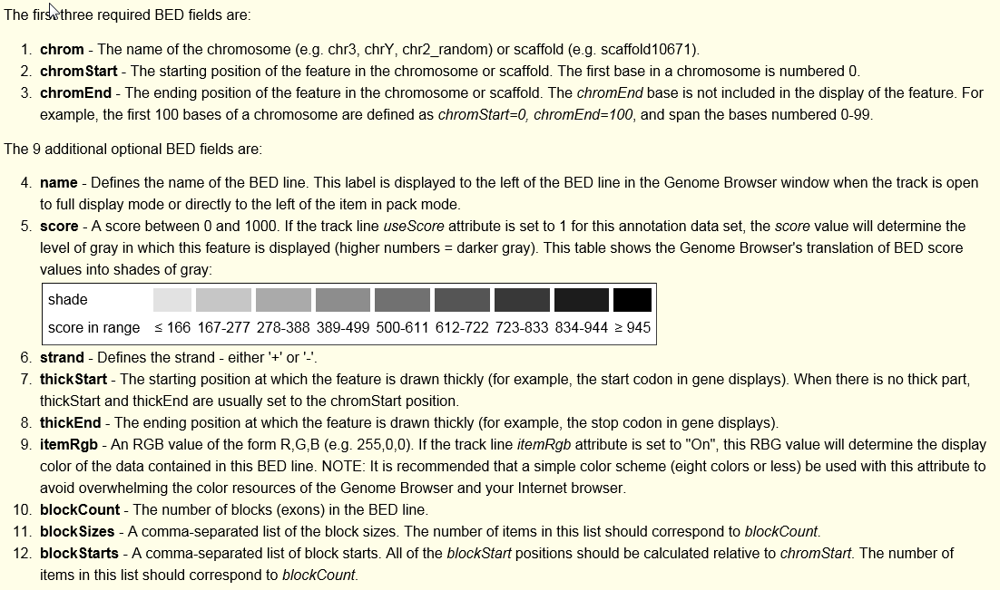 The first three required BED fields are:
1. chrom - The name of the chromosome (e.g. chr3, chrY, chr2_random) or scaffold (e.g. scaffold10671).
2. chromStart - The starting position of the feature in the chromosome or scaffold. The first base in a chromosome is numbered 0.
3. chromEnd - The ending position of the feature in the chromosome or scaffold. The chromEnd base is not included in the display of the feature. For
example, the first 100 bases of a chromosome are defined as chromStart=0, chromEnd=100, and span the bases numbered 0-99.
The 9 additional optional BED fields are:
4. name - Defines the name of the BED line. This label is displayed to the left of the BED line in the Genome Browser window when the track is open
to full display mode or directly to the left of the item in pack mode.
5. score - A score between 0 and 1000. If the track line useScore attribute is set to 1 for this annotation data set, the score value will determine the
level of gray in which this feature is displayed (higher numbers = darker gray). This table shows the Genome Browser's translation of BED score
values into shades of gray:
shade
score in range ≤ 166 167-277 278-388 389-499 500-611 612-722 723-833 834-944 ≥ 945
6. strand - Defines the strand - either '+' or '-'.
7. thickStart - The starting position at which the feature is drawn thickly (for example, the start codon in gene displays). When there is no thick part,
thickStart and thickEnd are usually set to the chromStart position.
8. thickEnd - The ending position at which the feature is drawn thickly (for example, the stop codon in gene displays).
9. itemRgb - An RGB value of the form R,G,B (e.g. 255,0,0). If the track line itemRgb attribute is set to "On", this RBG value will determine the display
color of the data contained in this BED line. NOTE: It is recommended that a simple color scheme (eight colors or less) be used with this attribute to
avoid overwhelming the color resources of the Genome Browser and your Internet browser.
10. blockCount - The number of blocks (exons) in the BED line.
11. blockSizes - A comma-separated list of the block sizes. The number of items in this list should correspond to blockCount.
12. blockStarts - A comma-separated list of block starts. All of the blockStart positions should be calculated relative to chromStart. The number of
items in this list should correspond to blockCount.